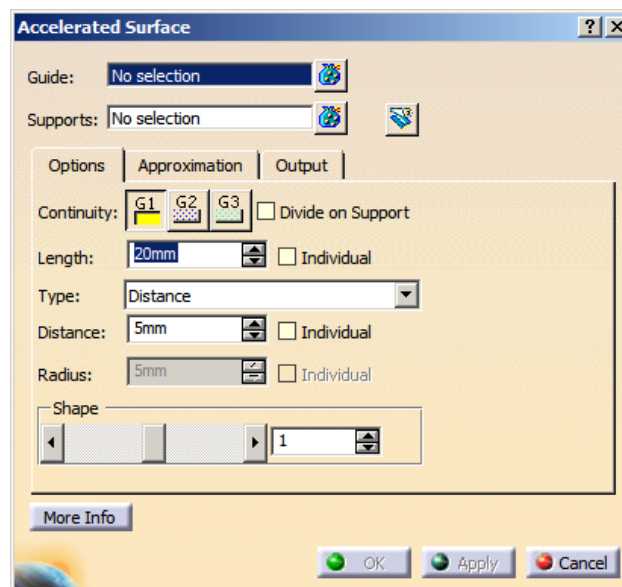 Accelerated Surface ? X
Guide: No selection
Supports: No selection
Options Approximation Output
Continuity: G1 G2 G3 Divide on Support
Length: 20mm Individual
Type: Distance
Distance: 5mm Individual
Radius: 5mm Individual
Shape
1
More Info
OK Apply Cancel